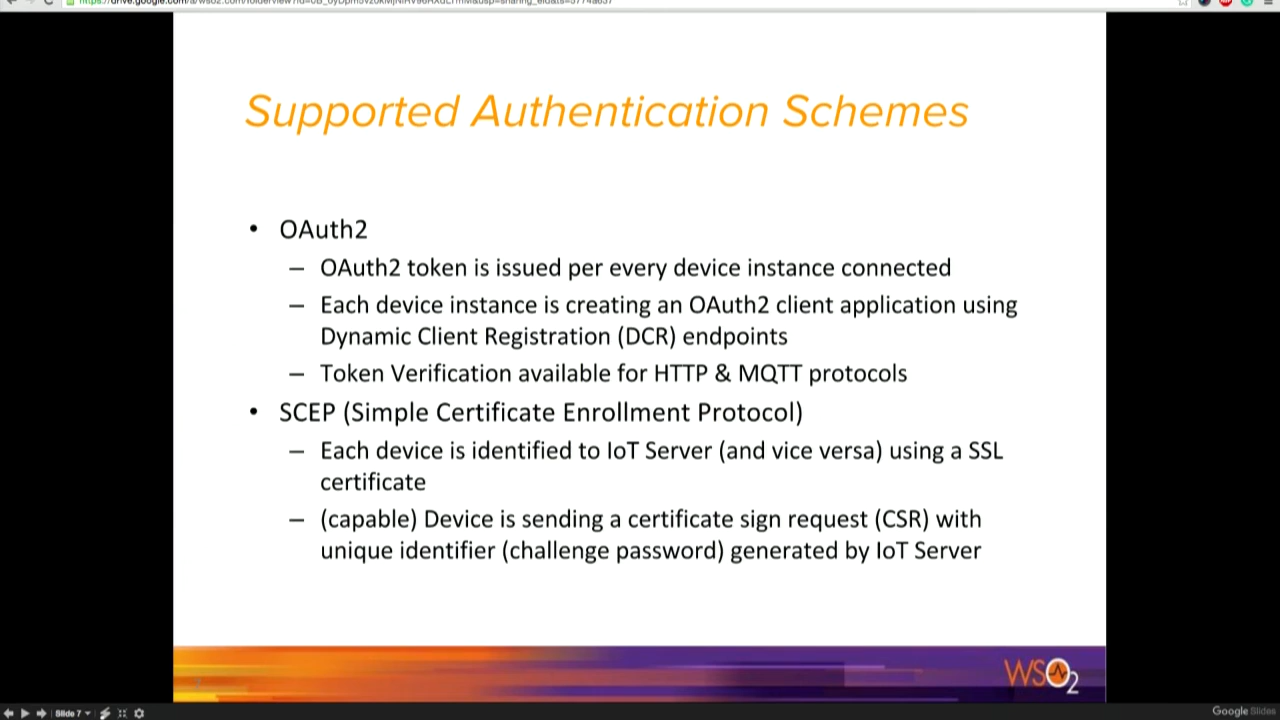 Supported Authentication Schemes
• OAuth2
– OAuth2 token is issued per every device instance connected
– Each device instance is creating an OAuth2 client application using
Dynamic Client Registration (DCR) endpoints
– Token Verification available for HTTP & MQTT protocols
• SCEP (Simple Certificate Enrollment Protocol)
– Each device is identified to IoT Server (and vice versa) using a SSL
certificate
– (capable) Device is sending a certificate sign request (CSR) with
unique identifier (challenge password) generated by IoT Server
WSO2
Slide 7
Google Slides